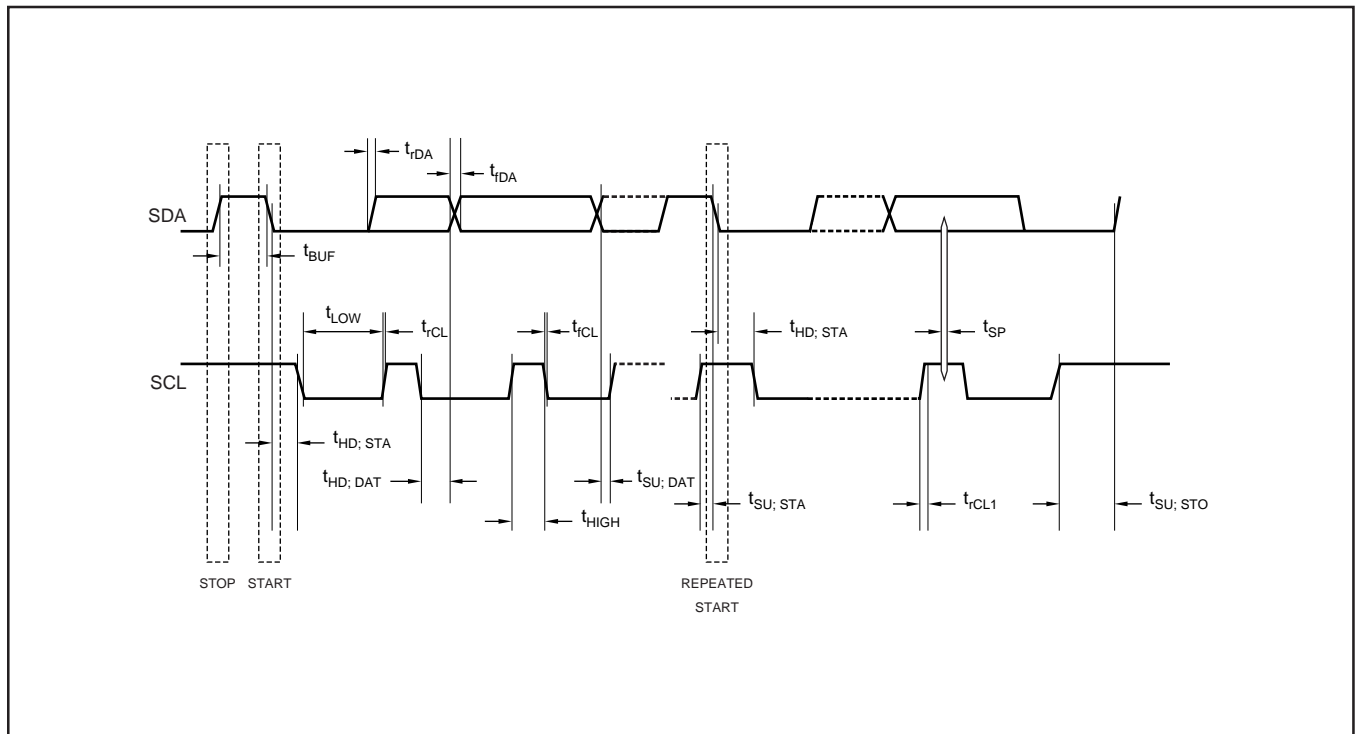 trDA
tfDA
SDA
tBUF
tLOW
trCL
tfCL
tHD; STA
tSP
SCL
tHD; STA
tHD; DAT
tSU; DAT
tSU; STA
trCL1
tSU; STO
tHIGH
STOP
START
REPEATED
START